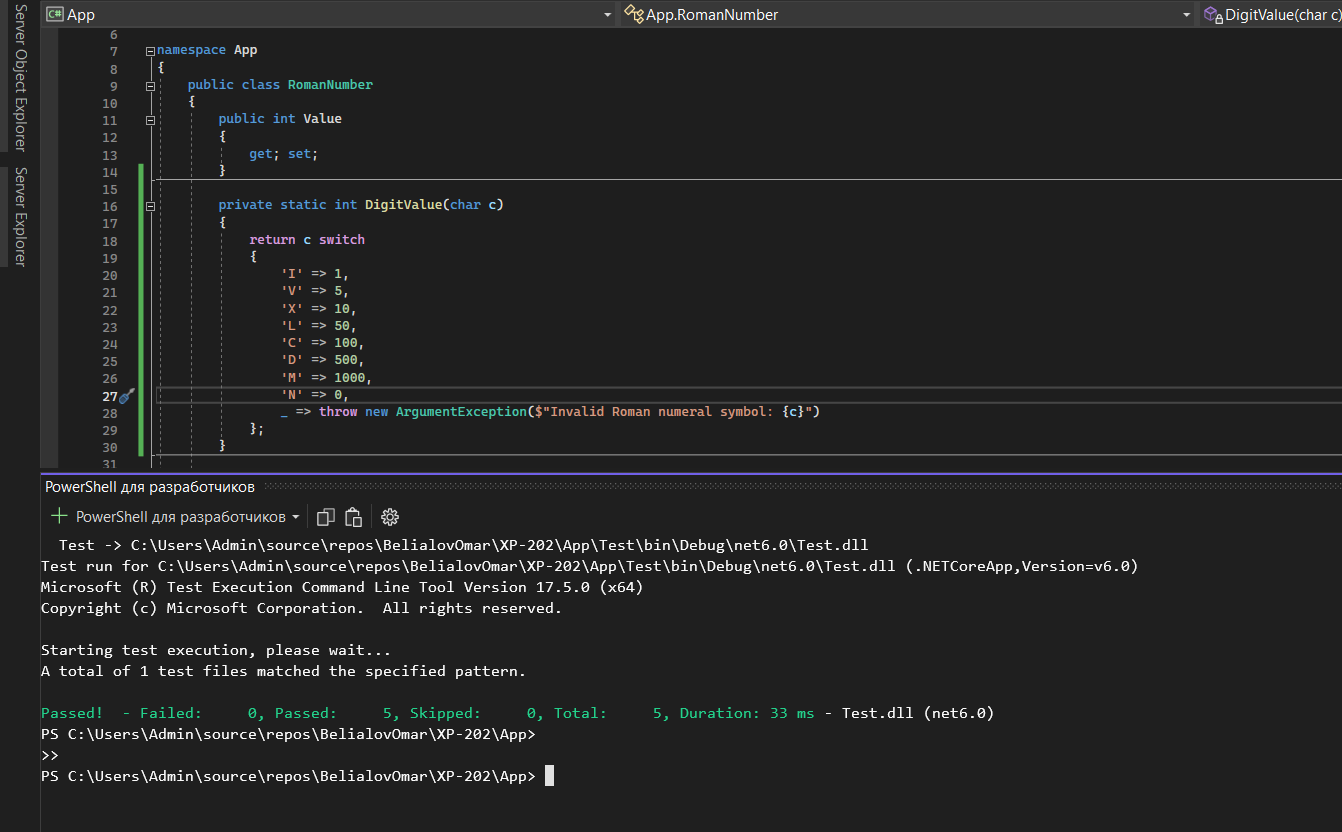 Server Object Explorer
Server Explorer
C# App
App.RomanNumber
DigitValue(char c)
6
7 namespace App
8 {
9 public class RomanNumber
10 {
11 public int Value
12 {
13 get; set;
14 }
15
16 private static int DigitValue(char c)
17 {
18 return c switch
19 {
20 'I' => 1,
21 'V' => 5,
22 'X' => 10,
23 'L' => 50,
24 'C' => 100,
25 'D' => 500,
26 'M' => 1000,
27 'N' => 0,
28 _ => throw new ArgumentException($"Invalid Roman numeral symbol: {c}")
29 };
30 }
31
PowerShell для разработчиков
PowerShell для разработчиков
Test -> C:\Users\Admin\source\repos\BelialovOmar\XP-202\App\Test\bin\Debug\net6.0\Test.dll
Test run for C:\Users\Admin\source\repos\BelialovOmar\XP-202\App\Test\bin\Debug\net6.0\Test.dll (.NETCoreApp,Version=v6.0)
Microsoft (R) Test Execution Command Line Tool Version 17.5.0 (x64)
Copyright (c) Microsoft Corporation.  All rights reserved.
Starting test execution, please wait...
A total of 1 test files matched the specified pattern.
Passed!  - Failed:     0, Passed:     5, Skipped:     0, Total:     5, Duration: 33 ms - Test.dll (net6.0)
PS C:\Users\Admin\source\repos\BelialovOmar\XP-202\App>
>>
PS C:\Users\Admin\source\repos\BelialovOmar\XP-202\App>